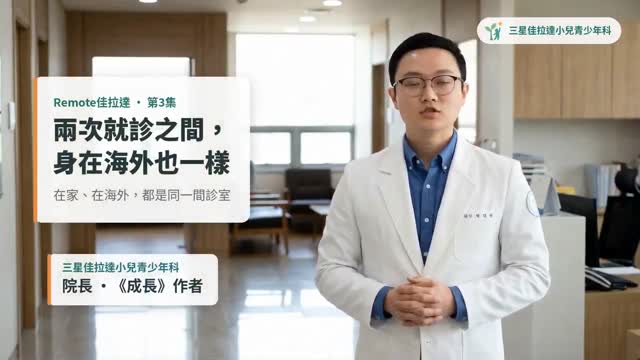 三星佳拉達小兒青少年科
Remote佳拉達 · 第3集
兩次就診之間，
身在海外也一樣
在家、在海外，都是同一間診室
三星佳拉達小兒青少年科
院長 ·《成長》作者